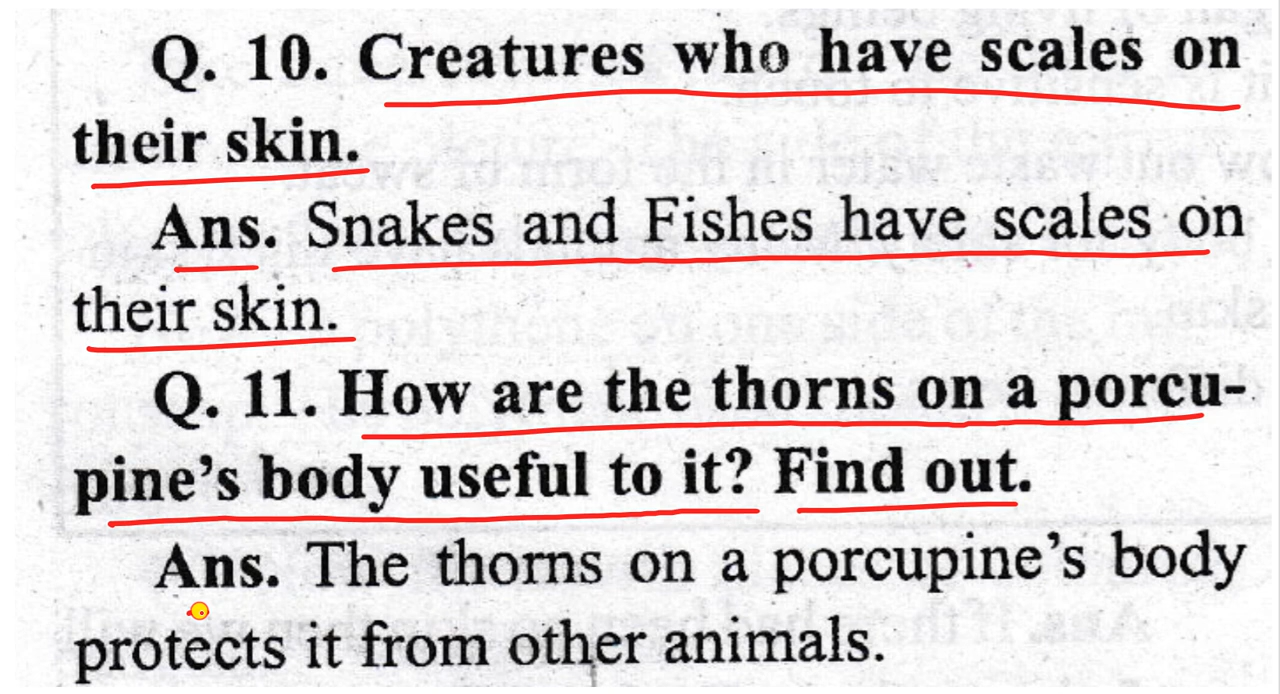 Q. 10. Creatures who have scales on
their skin.
Ans. Snakes and Fishes have scales on
their skin.
Q. 11. How are the thorns on a porcu-
pine’s body useful to it? Find out.
Ans. The thorns on a porcupine’s body
protects it from other animals.